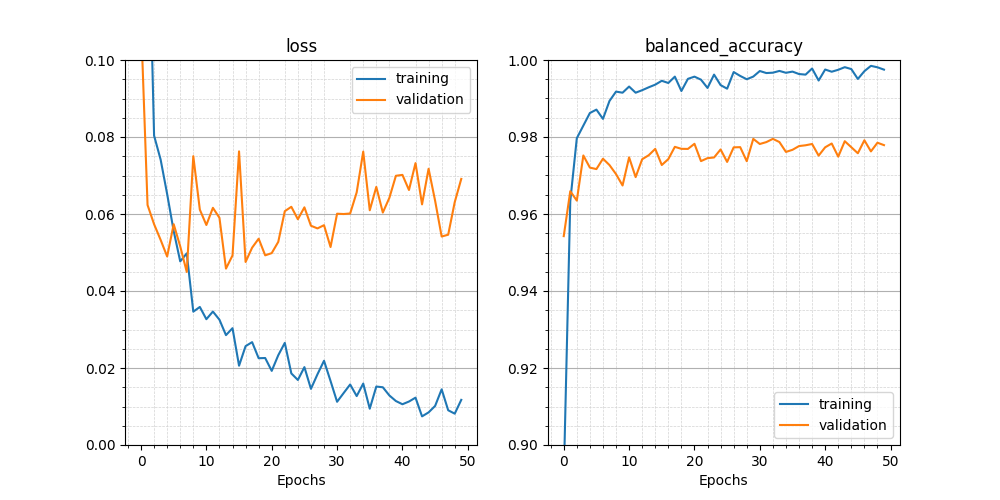 loss
0.10
0.08
0.06
0.04
0.02
0.00
0 10 20 30 40 50
Epochs
training
validation
balanced_accuracy
1.00
0.98
0.96
0.94
0.92
0.90
0 10 20 30 40 50
Epochs
training
validation